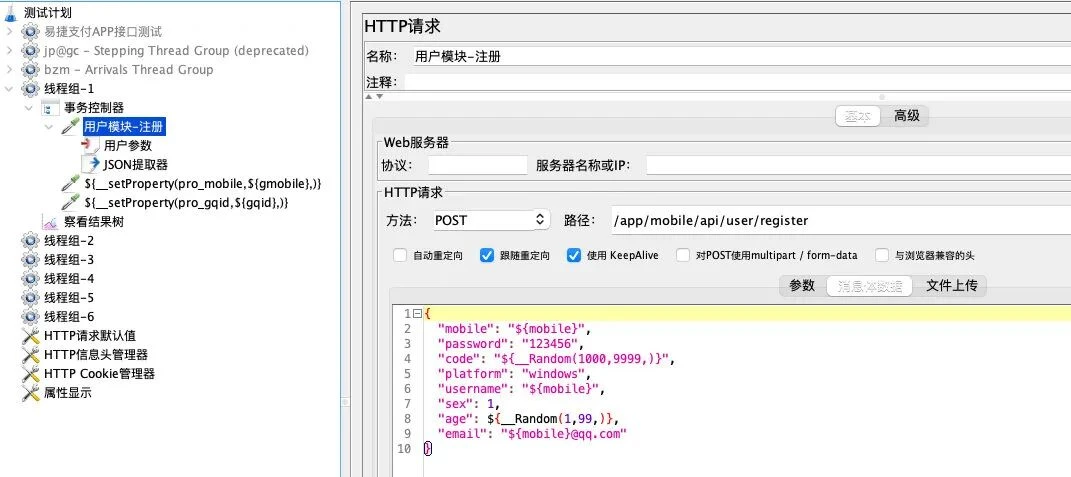 测试计划
易捷支付APP接口测试
jp@gc - Stepping Thread Group (deprecated)
bzm - Arrivals Thread Group
线程组-1
事务控制器
用户模块-注册
用户参数
JSON提取器
${__setProperty(pro_mobile,${gmobile},)}
${__setProperty(pro_gqid,${gqid},)}
察看结果树
线程组-2
线程组-3
线程组-4
线程组-5
线程组-6
HTTP请求默认值
HTTP信息头管理器
HTTP Cookie管理器
属性显示
HTTP请求
名称: 用户模块-注册
注释:
基本 高级
Web服务器
协议: 服务器名称或IP:
HTTP请求
方法: POST 路径: /app/mobile/api/user/register
自动重定向 跟随重定向 使用 KeepAlive 对POST使用multipart / form-data 与浏览器兼容的头
参数 消息体数据 文件上传
1 {
2 "mobile": "${mobile}",
3 "password": "123456",
4 "code": "${__Random(1000,9999,)}",
5 "platform": "windows",
6 "username": "${mobile}",
7 "sex": 1,
8 "age": ${__Random(1,99,)},
9 "email": "${mobile}@qq.com"
10 }